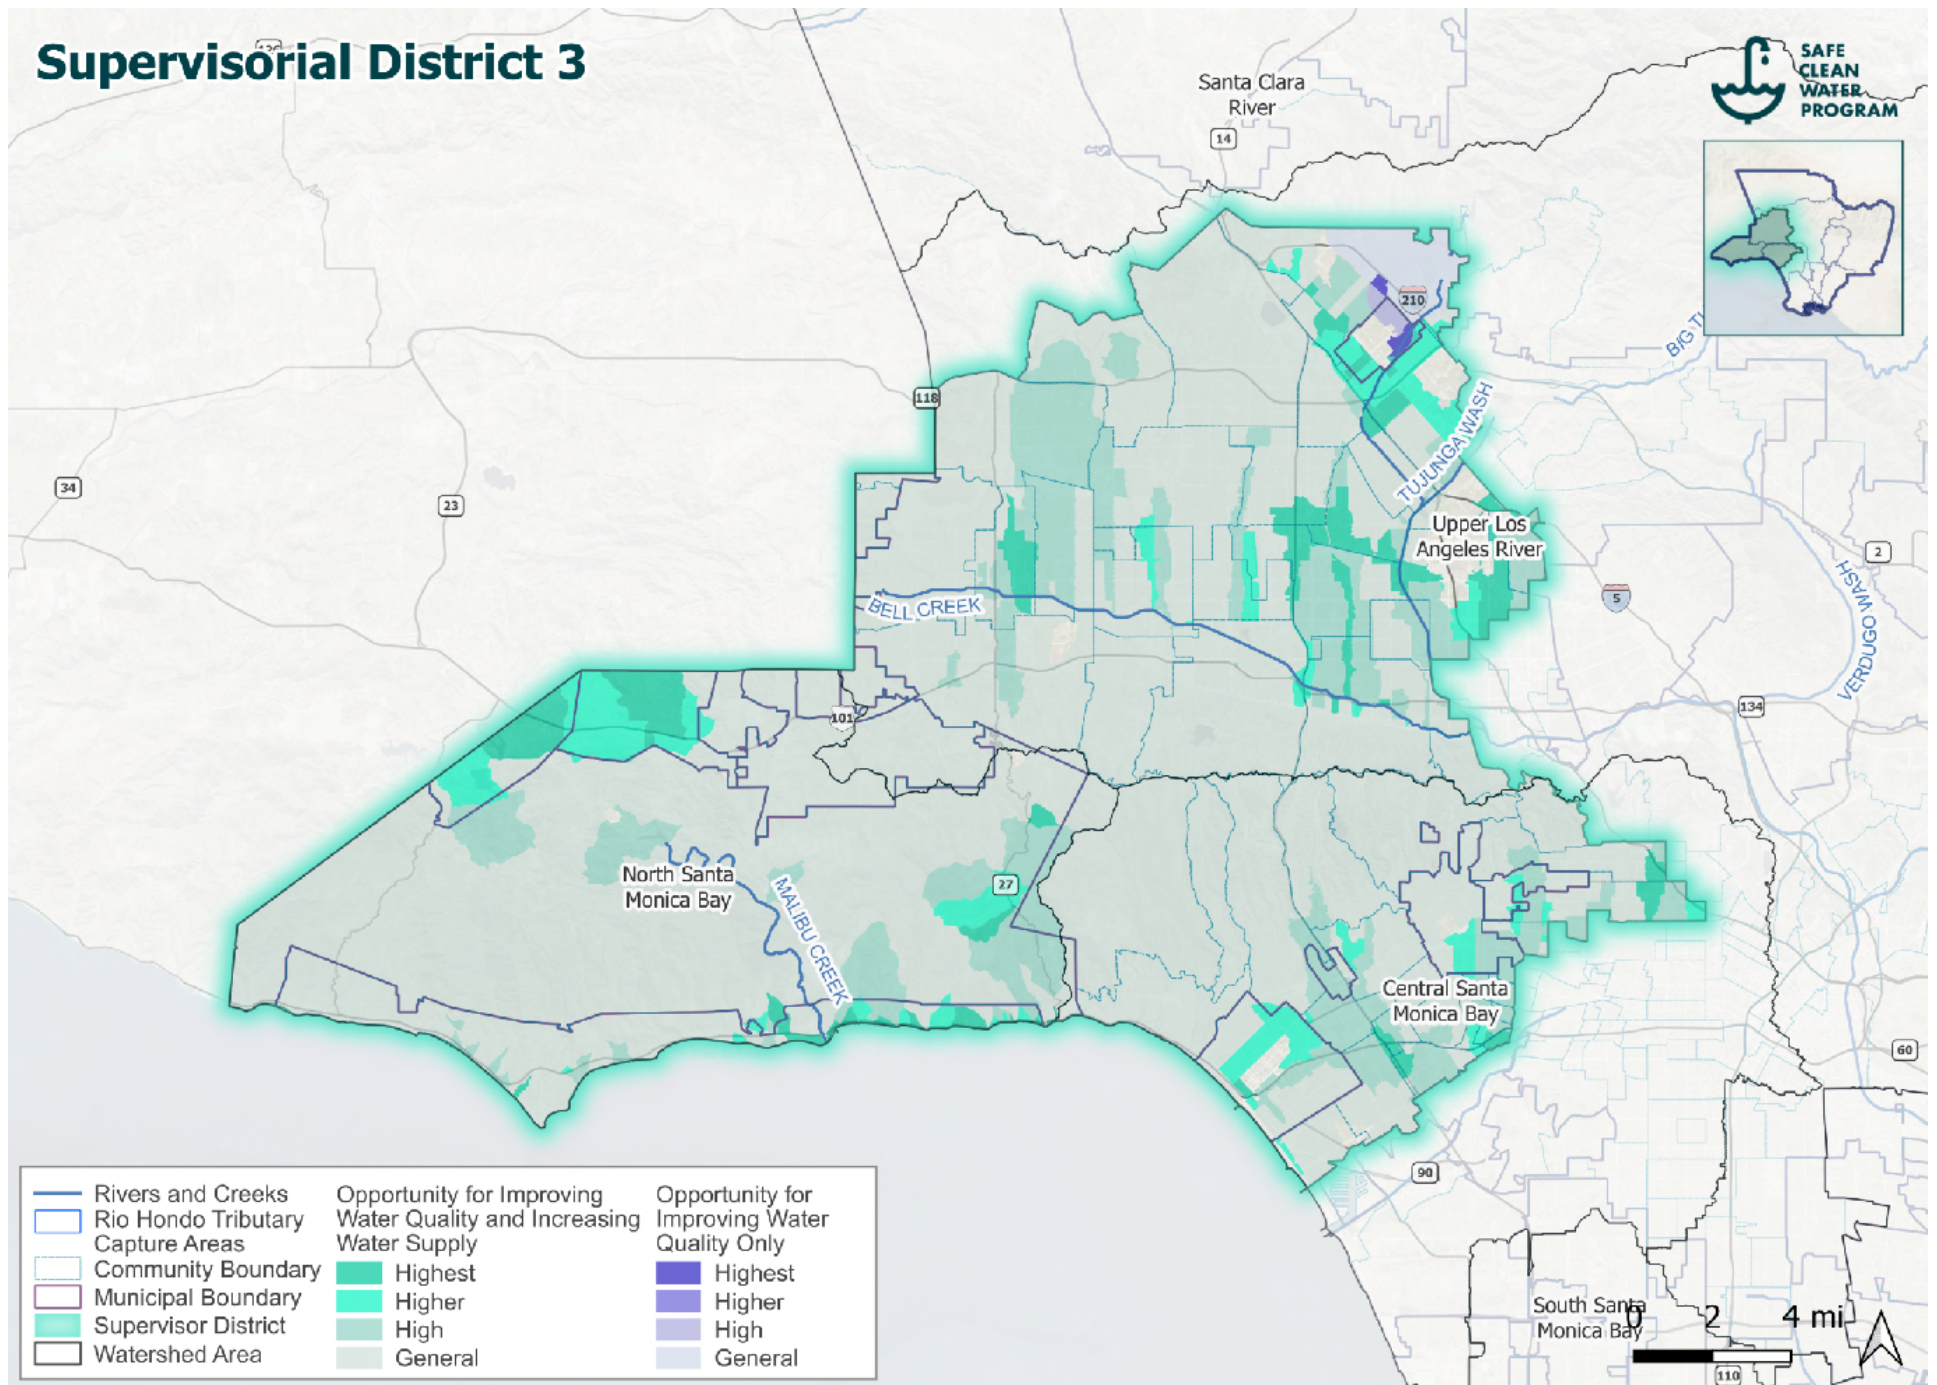 Supervisorial District 3
126
Santa Clara
River
14
SAFE
CLEAN
WATER
PROGRAM
210
BIG T
118
TUJUNGA WASH
34
23
Upper Los
Angeles River
2
5
VERDUGO WASH
BELL CREEK
101
134
North Santa
Monica Bay
MALIBU CREEK
27
Central Santa
Monica Bay
60
90
South Santa
Monica Bay
0 2 4 mi
110
Rivers and Creeks
Rio Hondo Tributary
Capture Areas
Community Boundary
Municipal Boundary
Supervisor District
Watershed Area
Opportunity for Improving
Water Quality and Increasing
Water Supply
Highest
Higher
High
General
Opportunity for
Improving Water
Quality Only
Highest
Higher
High
General